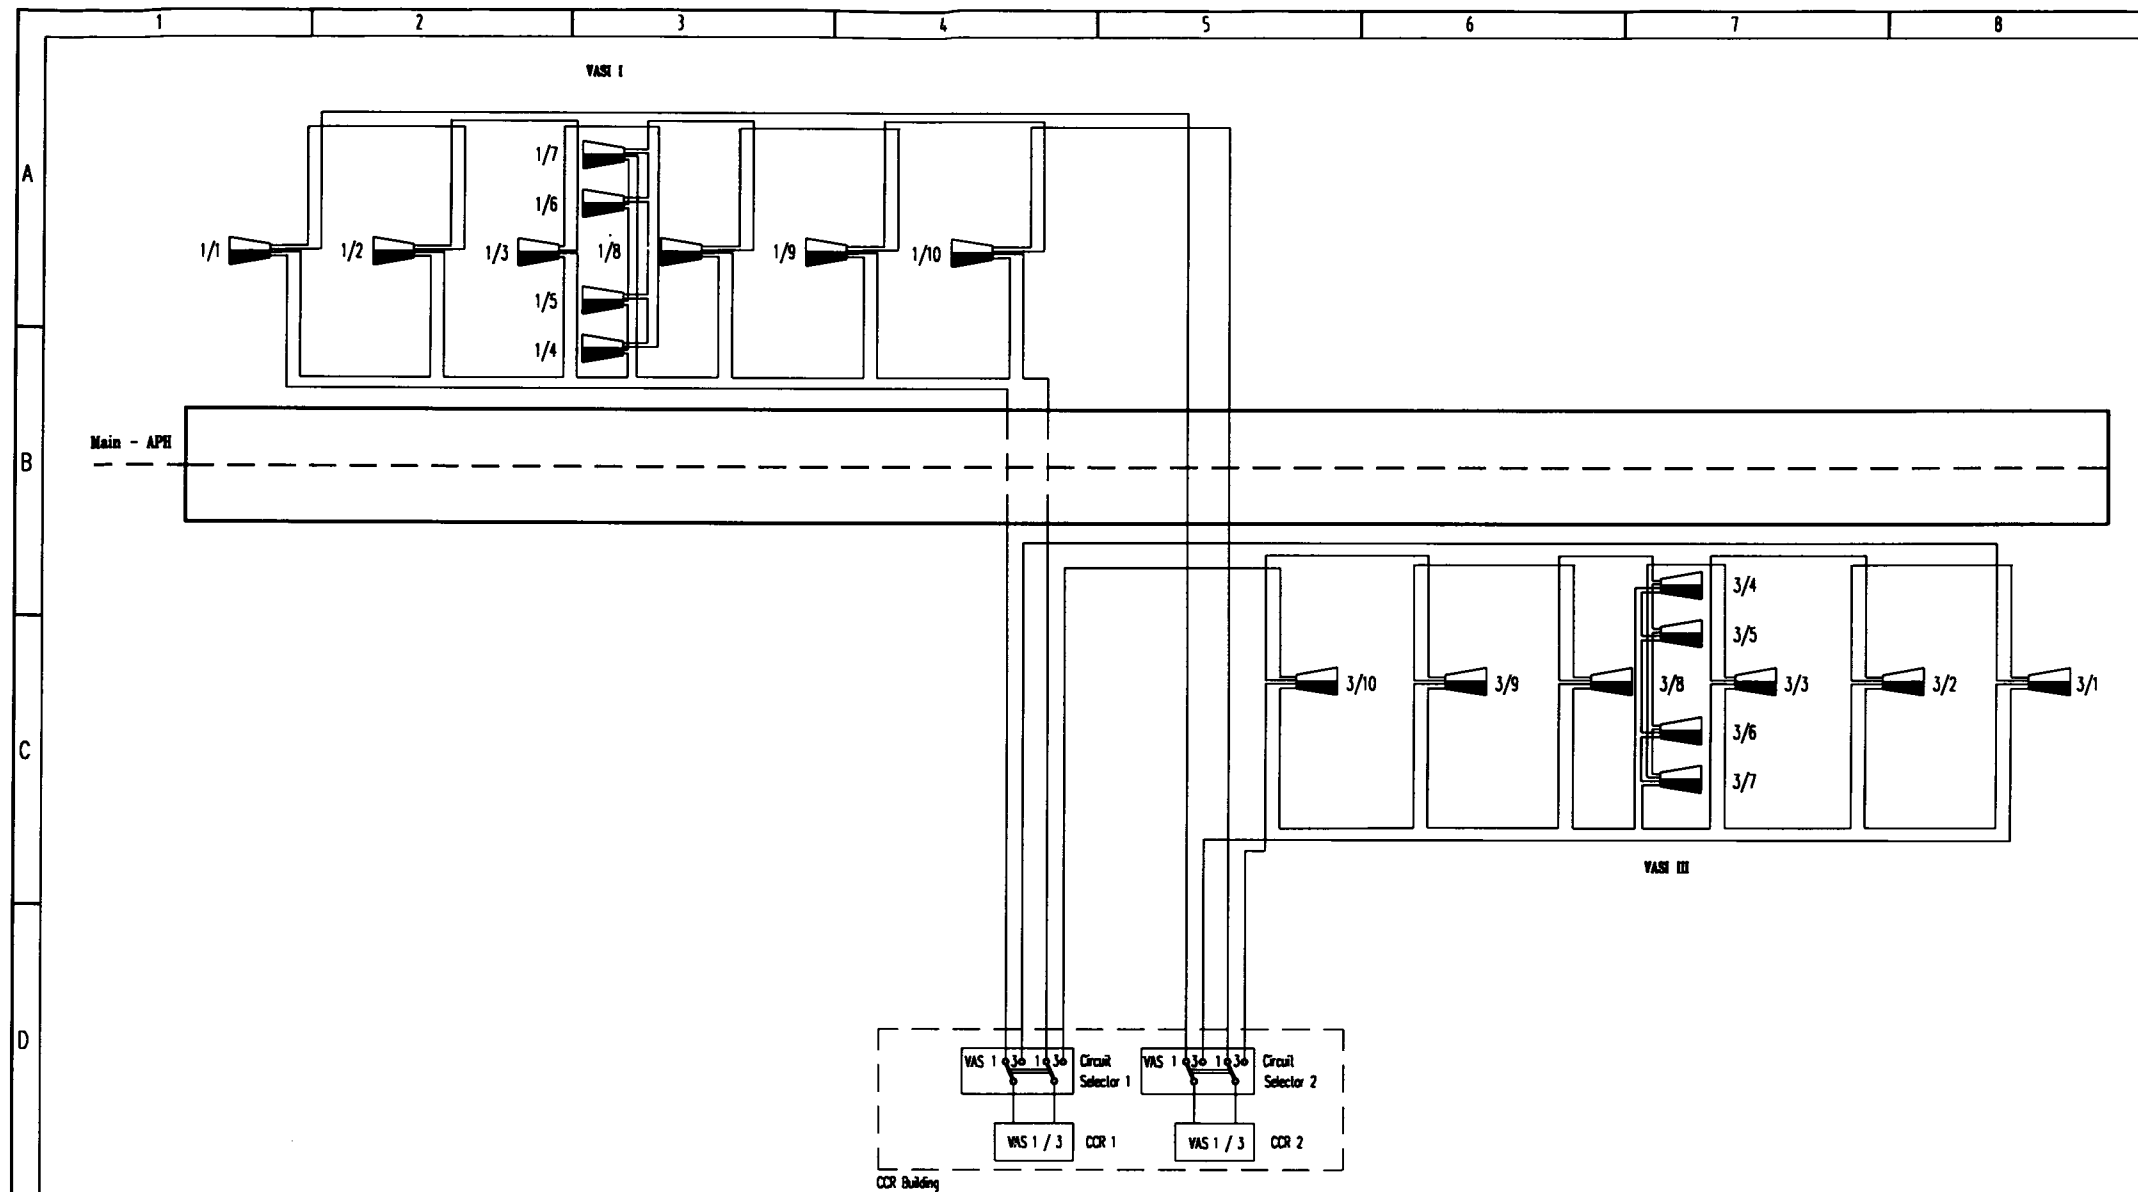 1 2 3 4 5 6 7 8
VASI I
A
1/7
1/6
1/1 1/2 1/3 1/8 1/9 1/10
1/5
1/4
B
Main - APH
3/4
3/5
3/10 3/9 3/8 3/3 3/2 3/1
C
3/6
3/7
VASI III
D
VAS 1 3 1 3 Circuit
Selector 1
VAS 1 3 1 3 Circuit
Selector 2
VAS 1 / 3 CCR 1
VAS 1 / 3 CCR 2
CCR Building